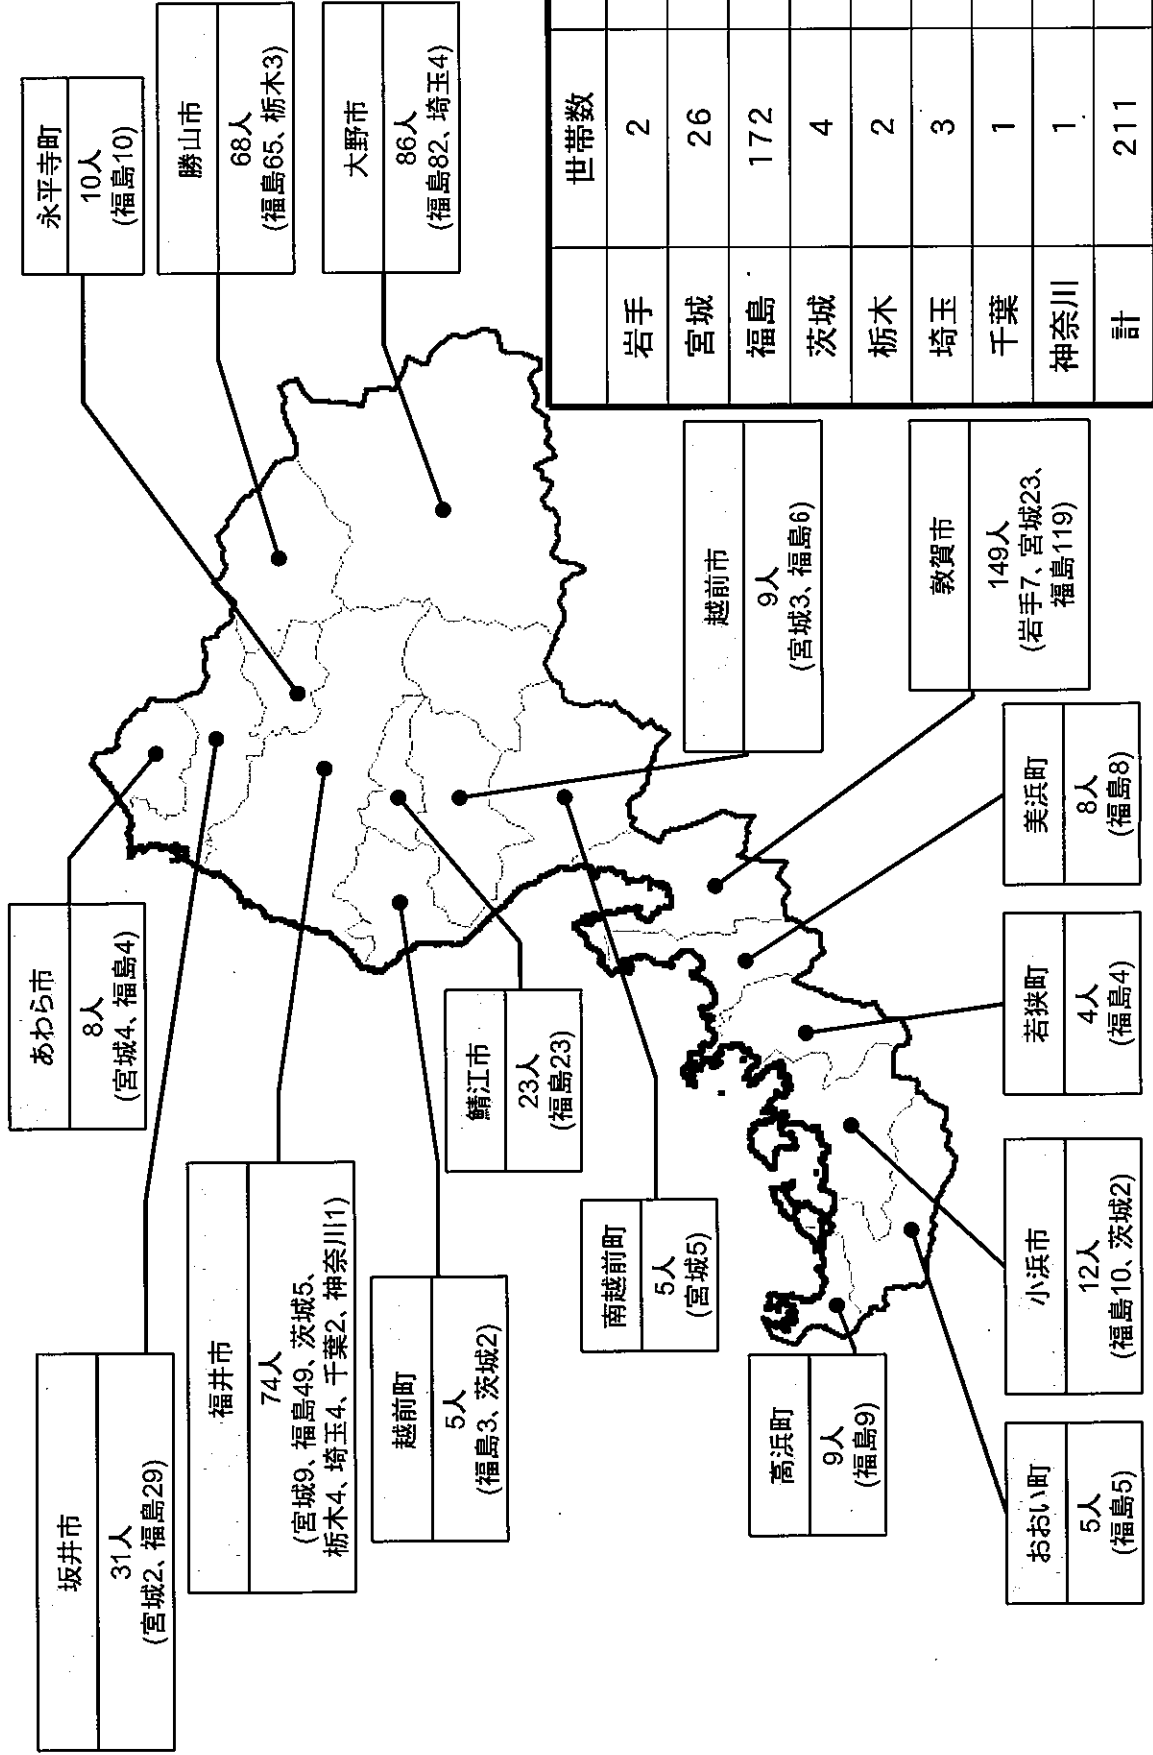 永平寺町
10人
(福島10)
勝山市
68人
(福島65、栃木3)
大野市
86人
(福島82、埼玉4)
あわら市
8人
(宮城4、福島4)
坂井市
31人
(宮城2、福島29)
福井市
74人
(宮城9、福島49、茨城5、
栃木4、埼玉4、千葉2、神奈川1)
越前町
5人
(福島3、茨城2)
鯖江市
23人
(福島23)
南越前町
5人
(宮城5)
越前市
9人
(宮城3、福島6)
敦賀市
149人
(岩手7、宮城23、
福島119)
美浜町
8人
(福島8)
若狭町
4人
(福島4)
小浜市
12人
(福島10、茨城2)
高浜町
9人
(福島9)
おおい町
5人
(福島5)
世帯数
岩手 2
宮城 26
福島 172
茨城 4
栃木 2
埼玉 3
千葉 1
神奈川 1
計 211